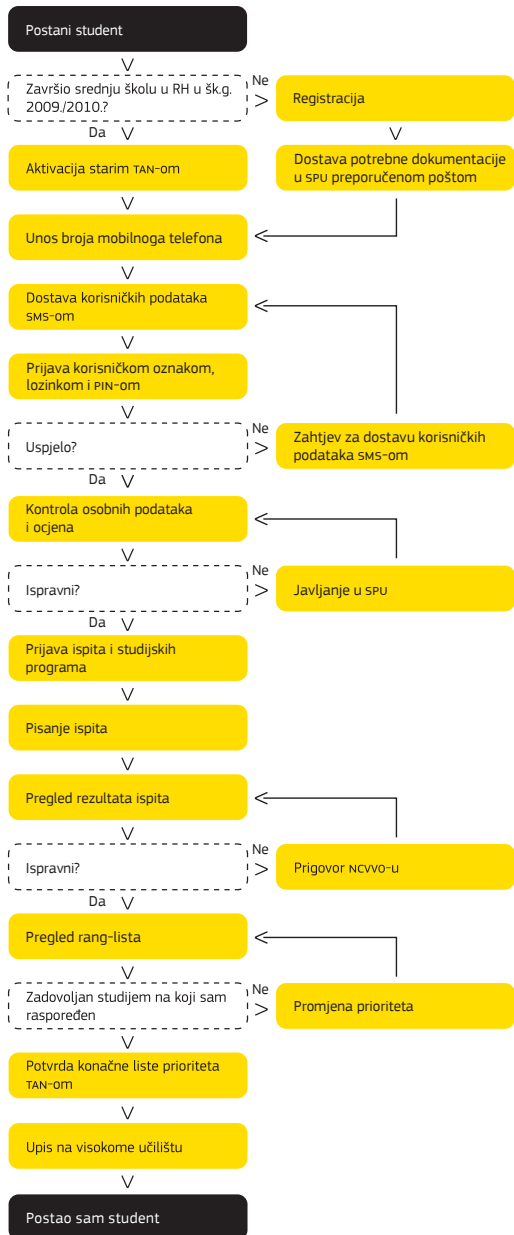 Postani student
Završio srednju školu u RH u šk.g.
2009./2010.?
Ne
Registracija
Da
Aktivacija starim TAN-om
Dostava potrebne dokumentacije
u SPU preporučenom poštom
Unos broja mobilnoga telefona
Dostava korisničkih podataka
SMS-om
Prijava korisničkom oznakom,
lozinkom i PIN-om
Uspjelo?
Ne
Zahtjev za dostavu korisničkih
podataka SMS-om
Da
Kontrola osobnih podataka
i ocjena
Ispravni?
Ne
Javljanje u SPU
Da
Prijava ispita i studijskih
programa
Pisanje ispita
Pregled rezultata ispita
Ispravni?
Ne
Prigovor NCVVO-u
Da
Pregled rang-lista
Zadovoljan studijem na koji sam
raspoređen
Ne
Promjena prioriteta
Potvrda konačne liste prioriteta
TAN-om
Upis na visokome učilištu
Postao sam student